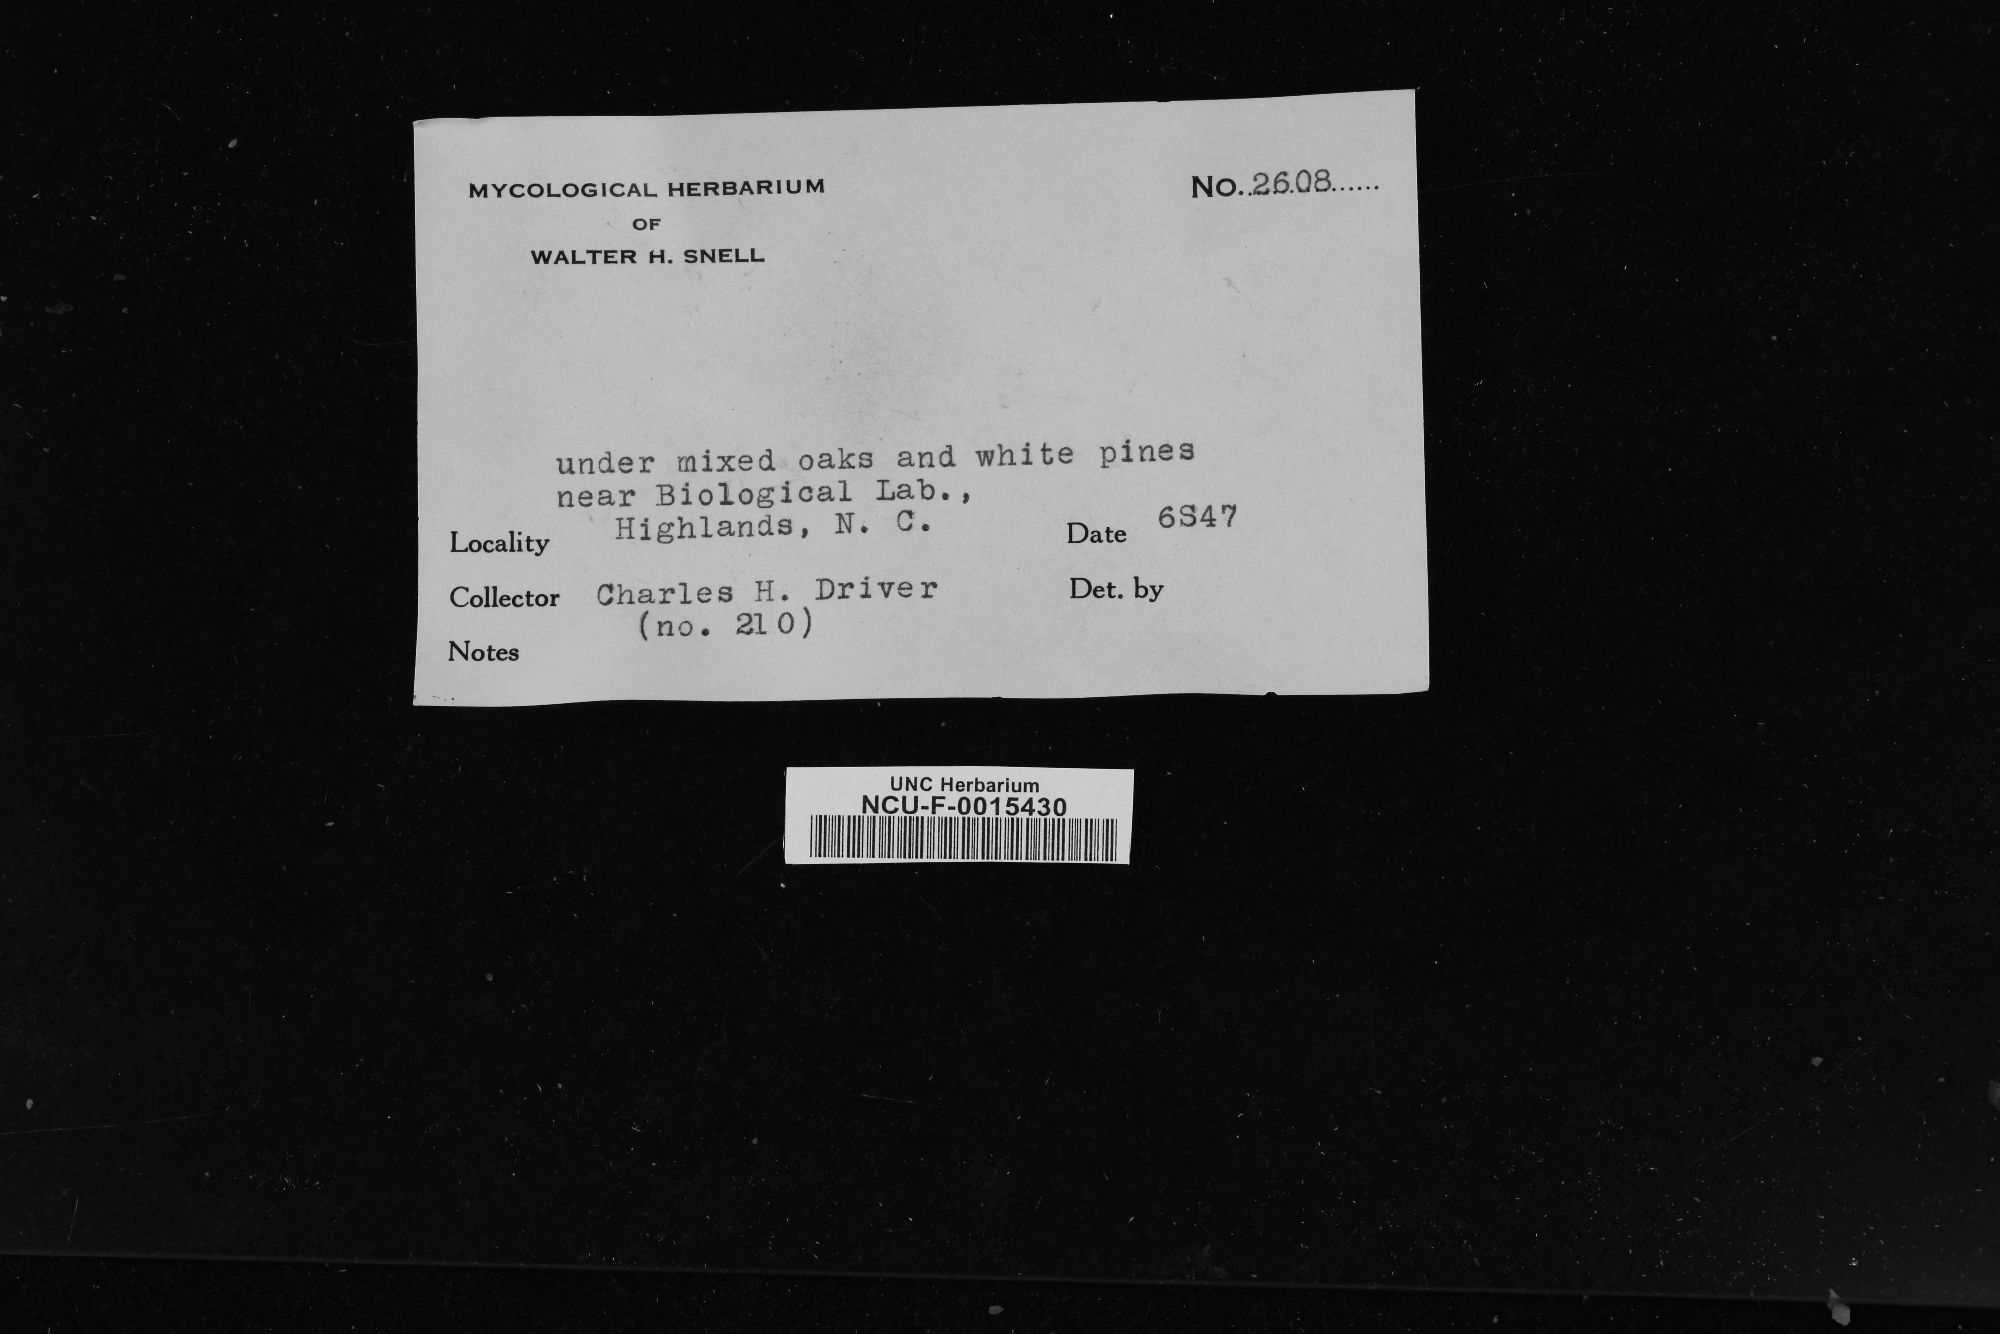 MYCOLOGICAL HERBARIUM
OF
WALTER H. SNELL
No. 2608
under mixed oaks and white pines
near Biological Lab.,
Locality Highlands, N. C. Date 6S47
Collector Charles H. Driver Det. by
(no. 210)
Notes
UNC Herbarium
NCU-F-0015430